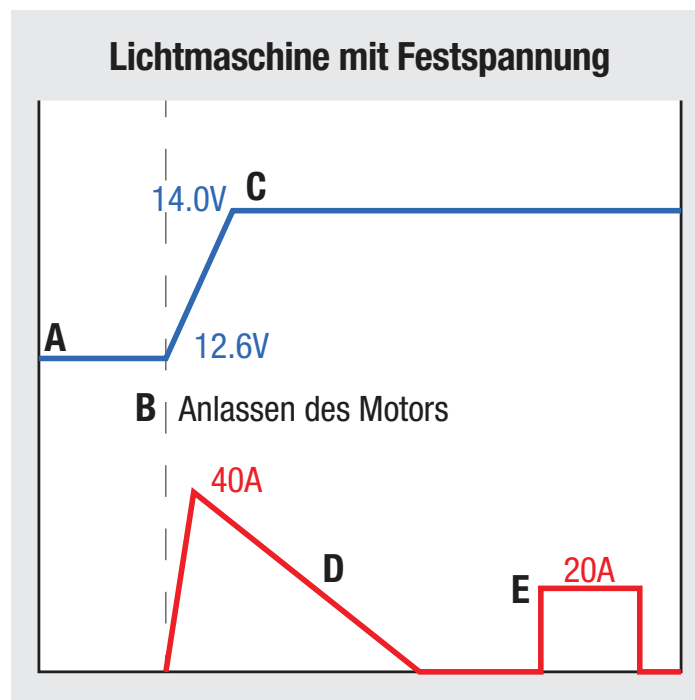 Lichtmaschine mit Festspannung
14.0V C
A
12.6V
B Anlassen des Motors
40A
D
E 20A